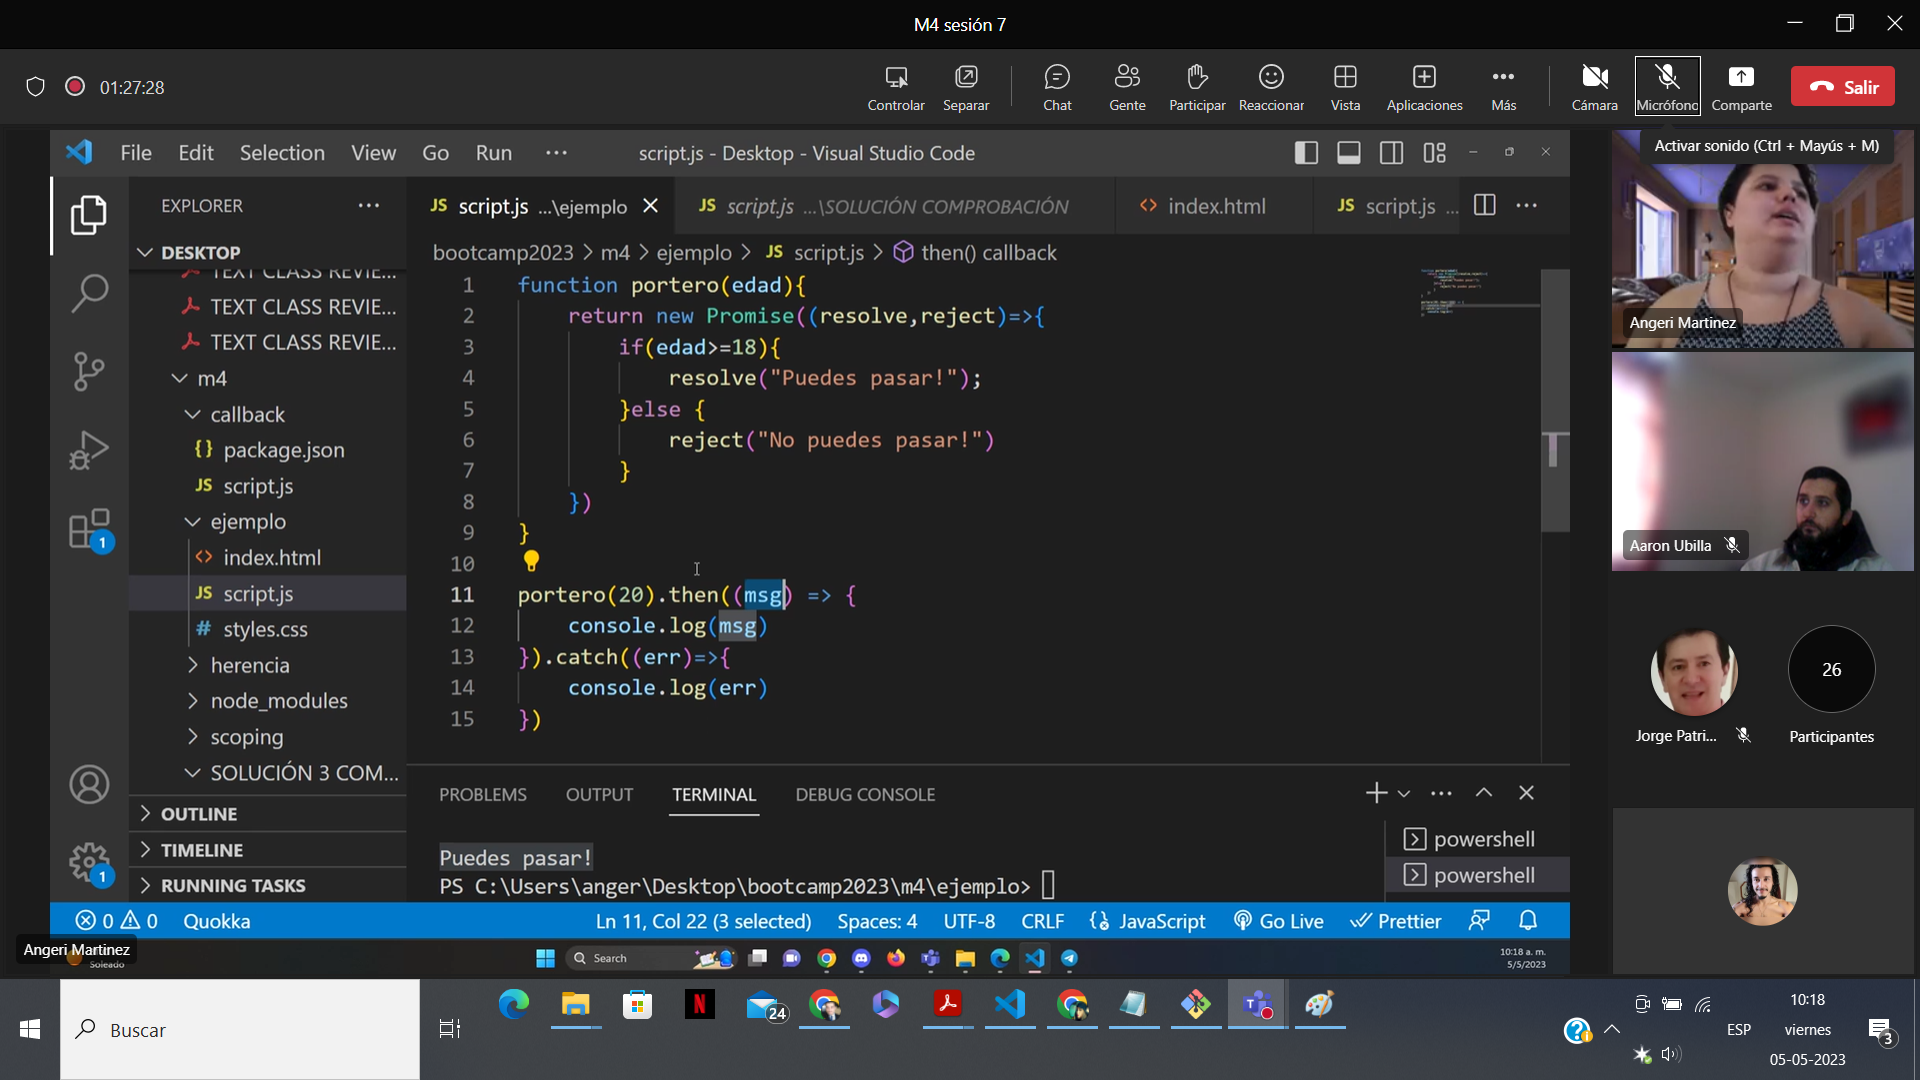 M4 sesión 7
01:27:28
Controlar
Separar
Chat
Gente
Participar
Reaccionar
Vista
Aplicaciones
Más
Cámara
Micrófono
Comparte
Salir
Activar sonido (Ctrl + Mayús + M)
File Edit Selection View Go Run ···
script.js - Desktop - Visual Studio Code
EXPLORER
JS script.js ...\ejemplo
JS script.js ...\SOLUCIÓN COMPROBACIÓN
<> index.html
JS script.js ...
DESKTOP
bootcamp2023 > m4 > ejemplo > JS script.js > then() callback
TEXT CLASS REVIE...
TEXT CLASS REVIE...
TEXT CLASS REVIE...
m4
callback
{} package.json
JS script.js
ejemplo
<> index.html
JS script.js
# styles.css
herencia
node_modules
scoping
SOLUCIÓN 3 COM...
OUTLINE
TIMELINE
RUNNING TASKS
1
1
1 function portero(edad){
2 return new Promise((resolve,reject)=>{
3 if(edad>=18){
4 resolve("Puedes pasar!");
5 }else {
6 reject("No puedes pasar!")
7 }
8 })
9 }
10
11 portero(20).then((msg) => {
12 console.log(msg)
13 }).catch((err)=>{
14 console.log(err)
15 })
PROBLEMS OUTPUT TERMINAL DEBUG CONSOLE
Puedes pasar!
PS C:\Users\anger\Desktop\bootcamp2023\m4\ejemplo>
powershell
powershell
0 0 Quokka
Ln 11, Col 22 (3 selected) Spaces: 4 UTF-8 CRLF {} JavaScript Go Live Prettier
Angeri Martinez
Soleado
Search
10:18 a. m.
5/5/2023
Angeri Martinez
Aaron Ubilla
Jorge Patri...
26
Participantes
Buscar
N
24
ESP
10:18
viernes
05-05-2023
3